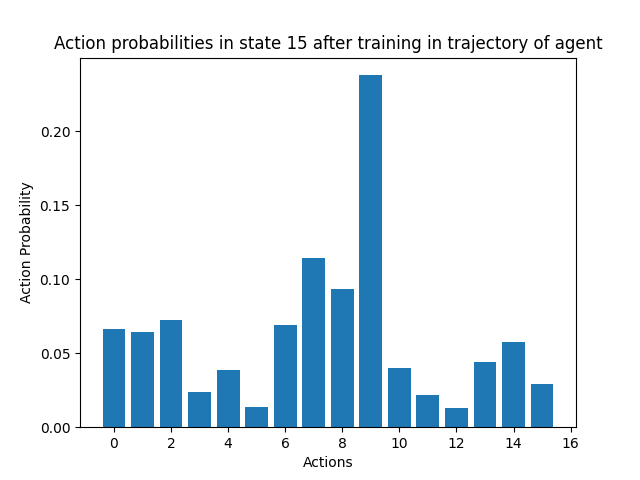 Action probabilities in state 15 after training in trajectory of agent
0.20
0.15
0.10
0.05
0.00
Action Probability
0 2 4 6 8 10 12 14 16
Actions